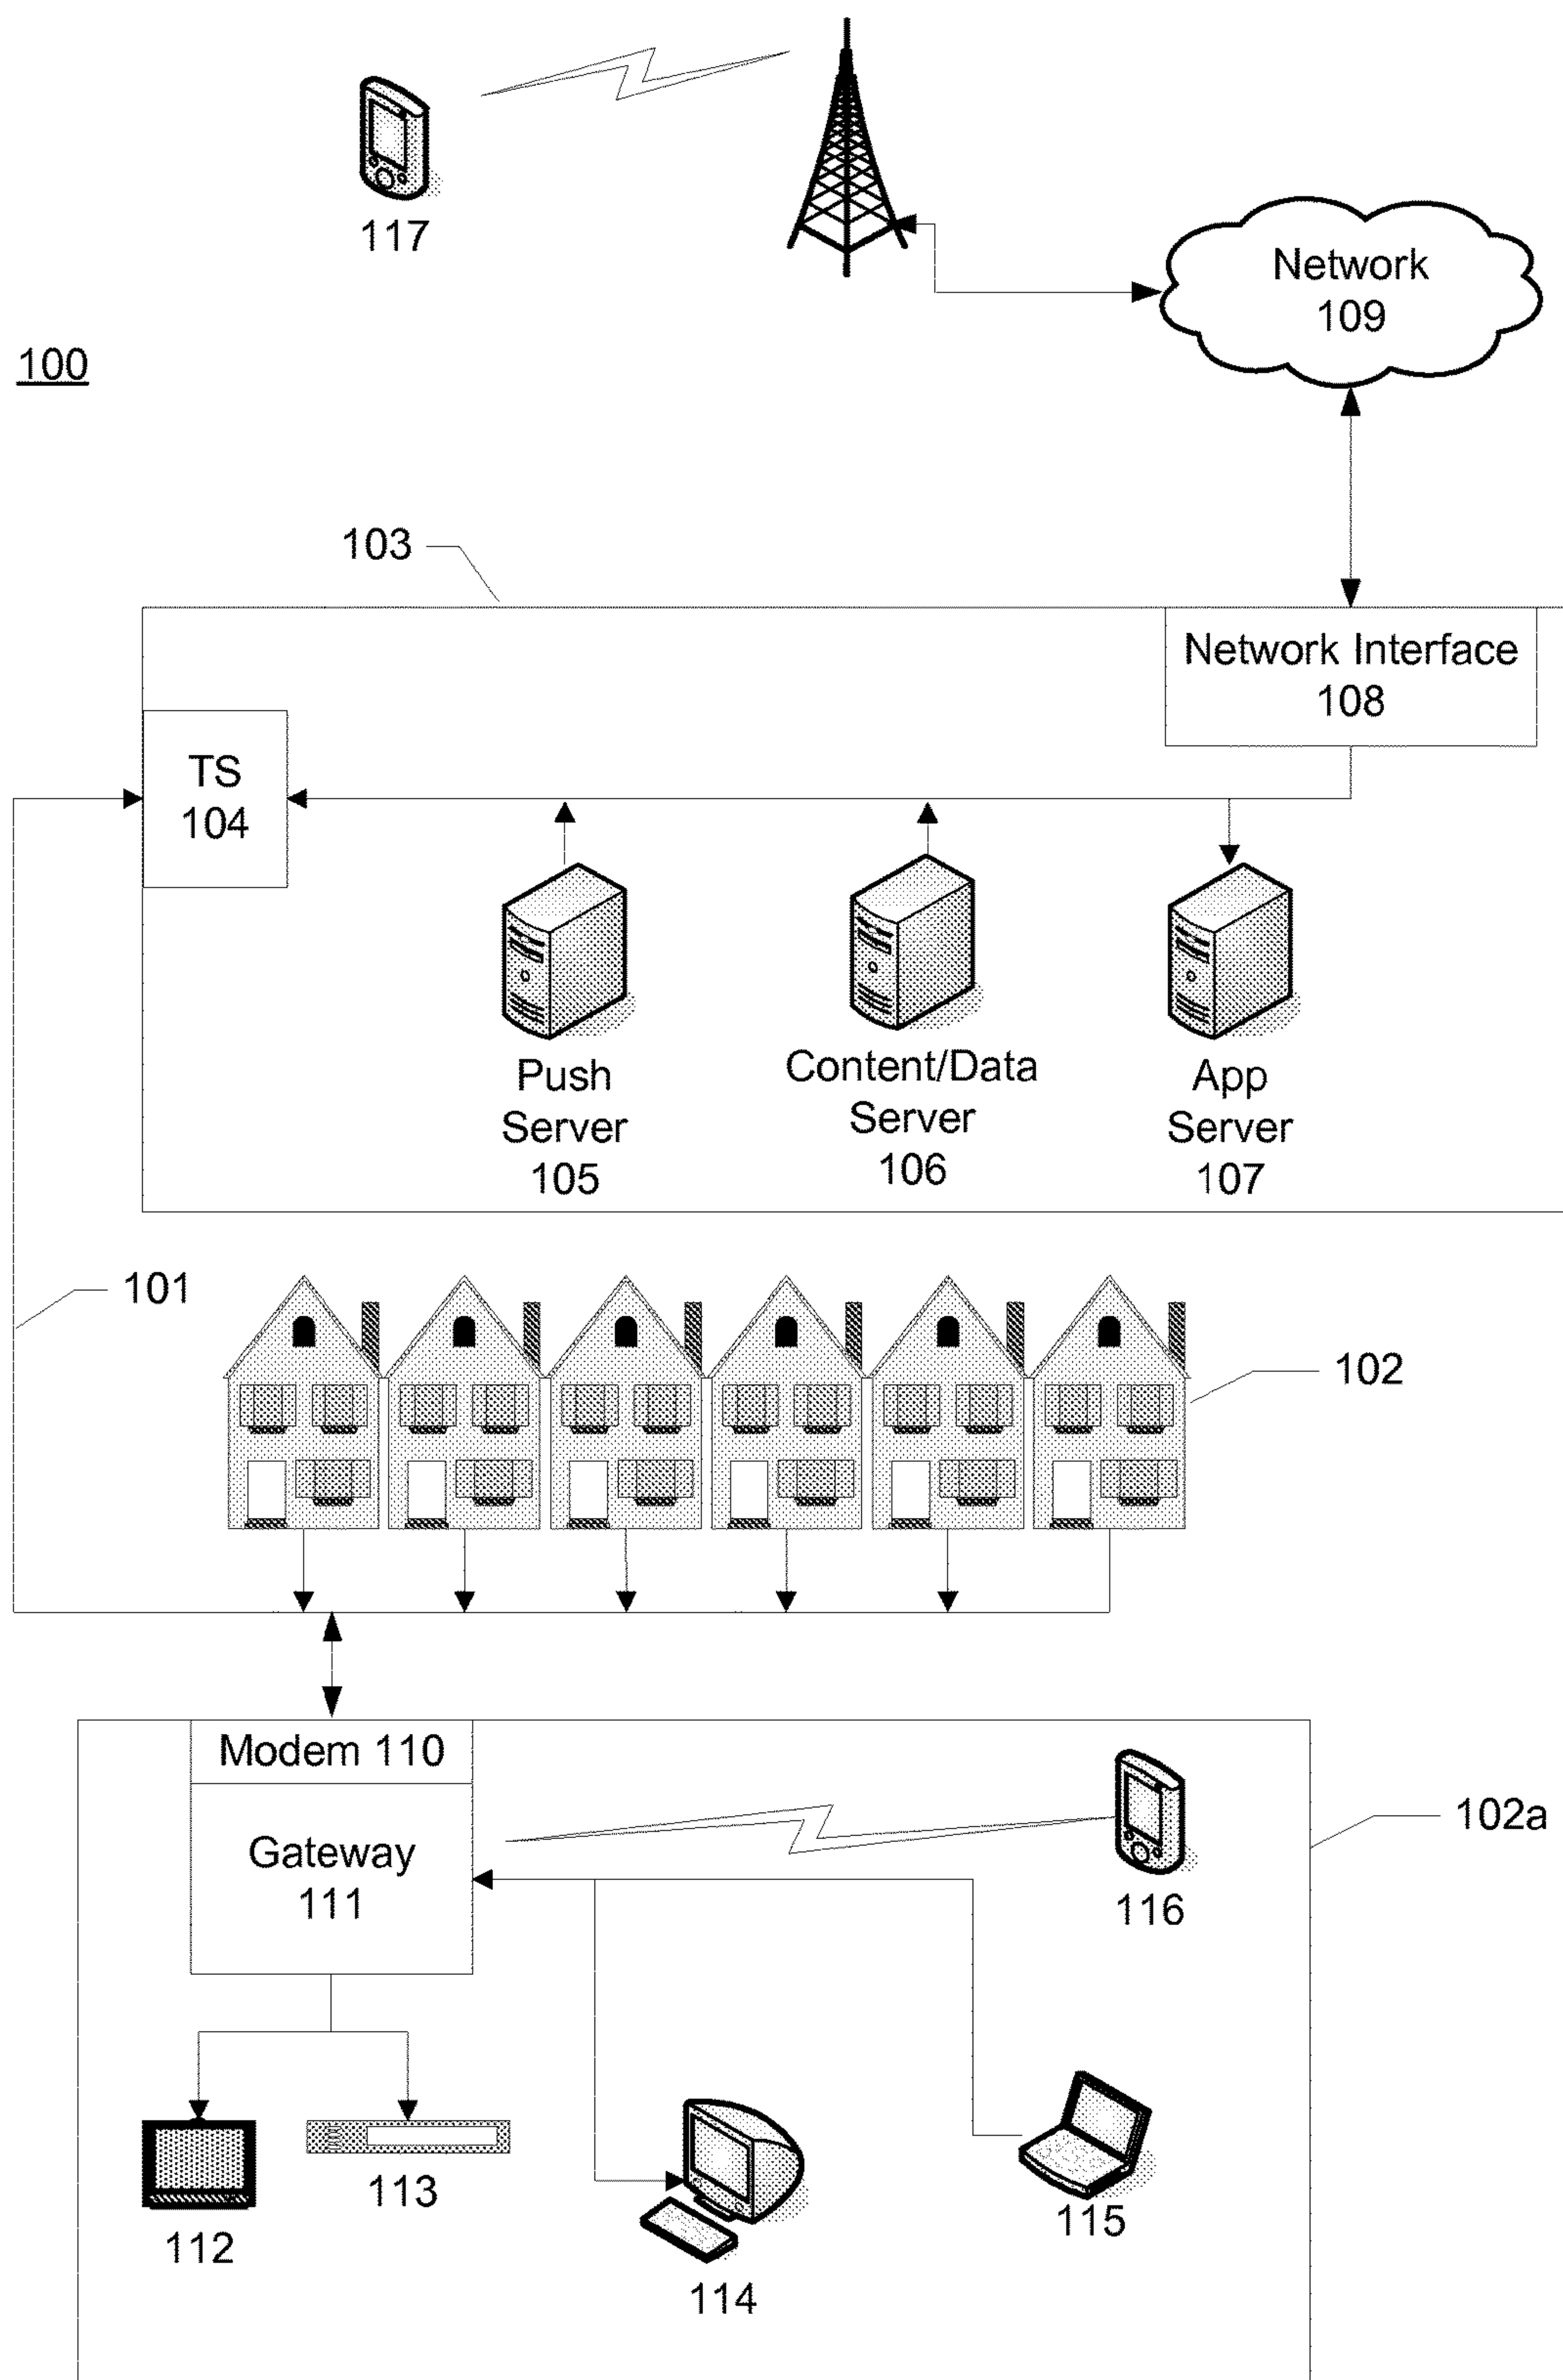 117
Network
109
100
103
Network Interface
108
TS
104
Push
Server
105
Content/Data
Server
106
App
Server
107
101
102
Modem 110
Gateway
111
116
102a
112
113
114
115